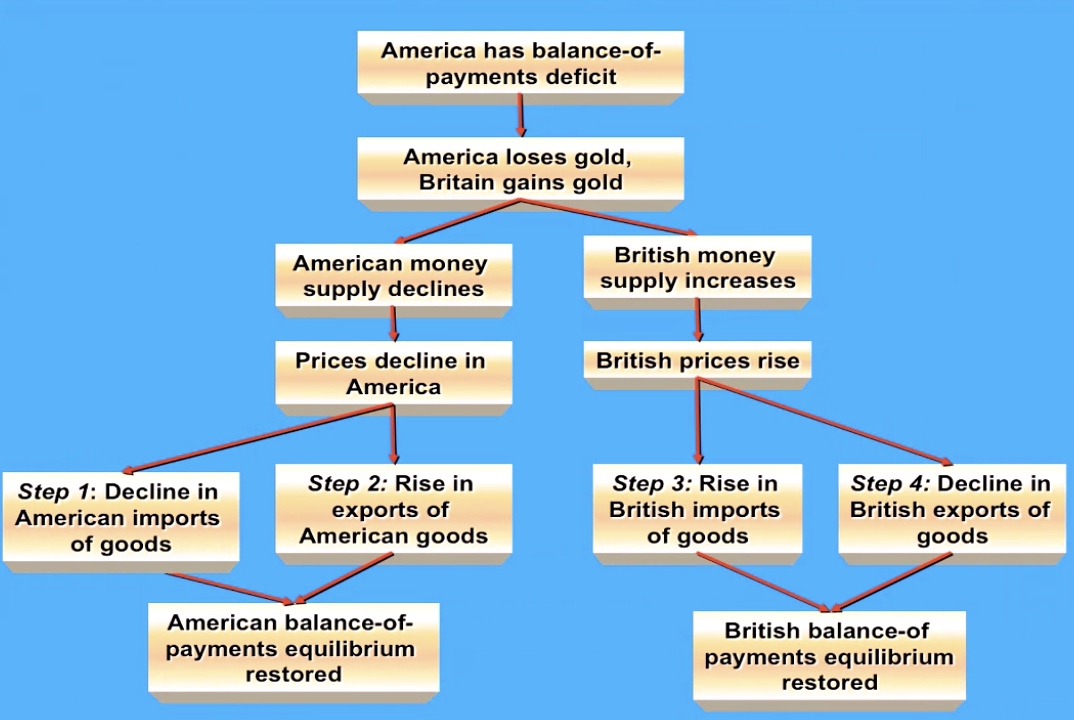 America has balance-of-
payments deficit
America loses gold,
Britain gains gold
American money
supply declines
British money
supply increases
Prices decline in
America
British prices rise
Step 1: Decline in
American imports
of goods
Step 2: Rise in
exports of
American goods
Step 3: Rise in
British imports
of goods
Step 4: Decline in
British exports of
goods
American balance-of-
payments equilibrium
restored
British balance-of
payments equilibrium
restored